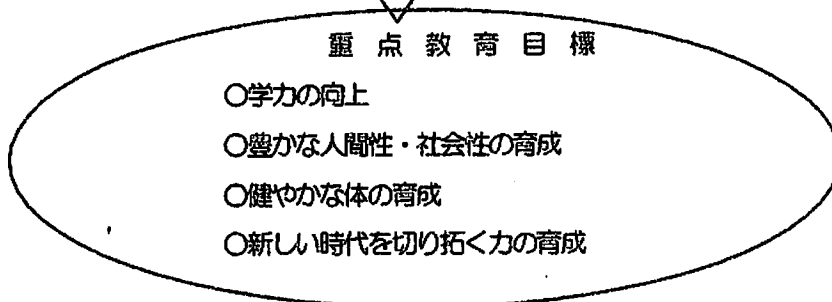 重点教育目標
○学力の向上
○豊かな人間性・社会性の育成
○健やかな体の育成
○新しい時代を切り拓く力の育成